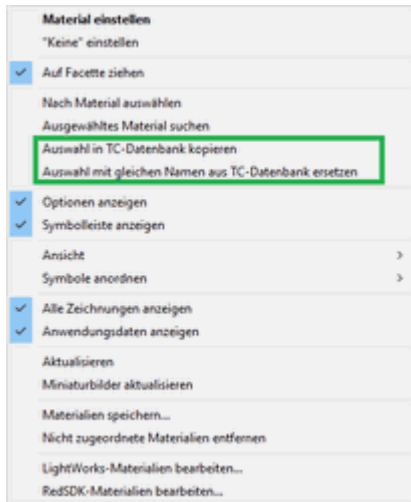 Material einstellen
"Keine" einstellen
Auf Facette ziehen
Nach Material auswählen
Ausgewähltes Material suchen
Auswahl in TC-Datenbank kopieren
Auswahl mit gleichen Namen aus TC-Datenbank ersetzen
Optionen anzeigen
Symbolleiste anzeigen
Ansicht
Symbole anordnen
Alle Zeichnungen anzeigen
Anwendungsdaten anzeigen
Aktualisieren
Miniaturbilder aktualisieren
Materialien speichern...
Nicht zugeordnete Materialien entfernen
LightWorks-Materialien bearbeiten...
RedSDK-Materialien bearbeiten...